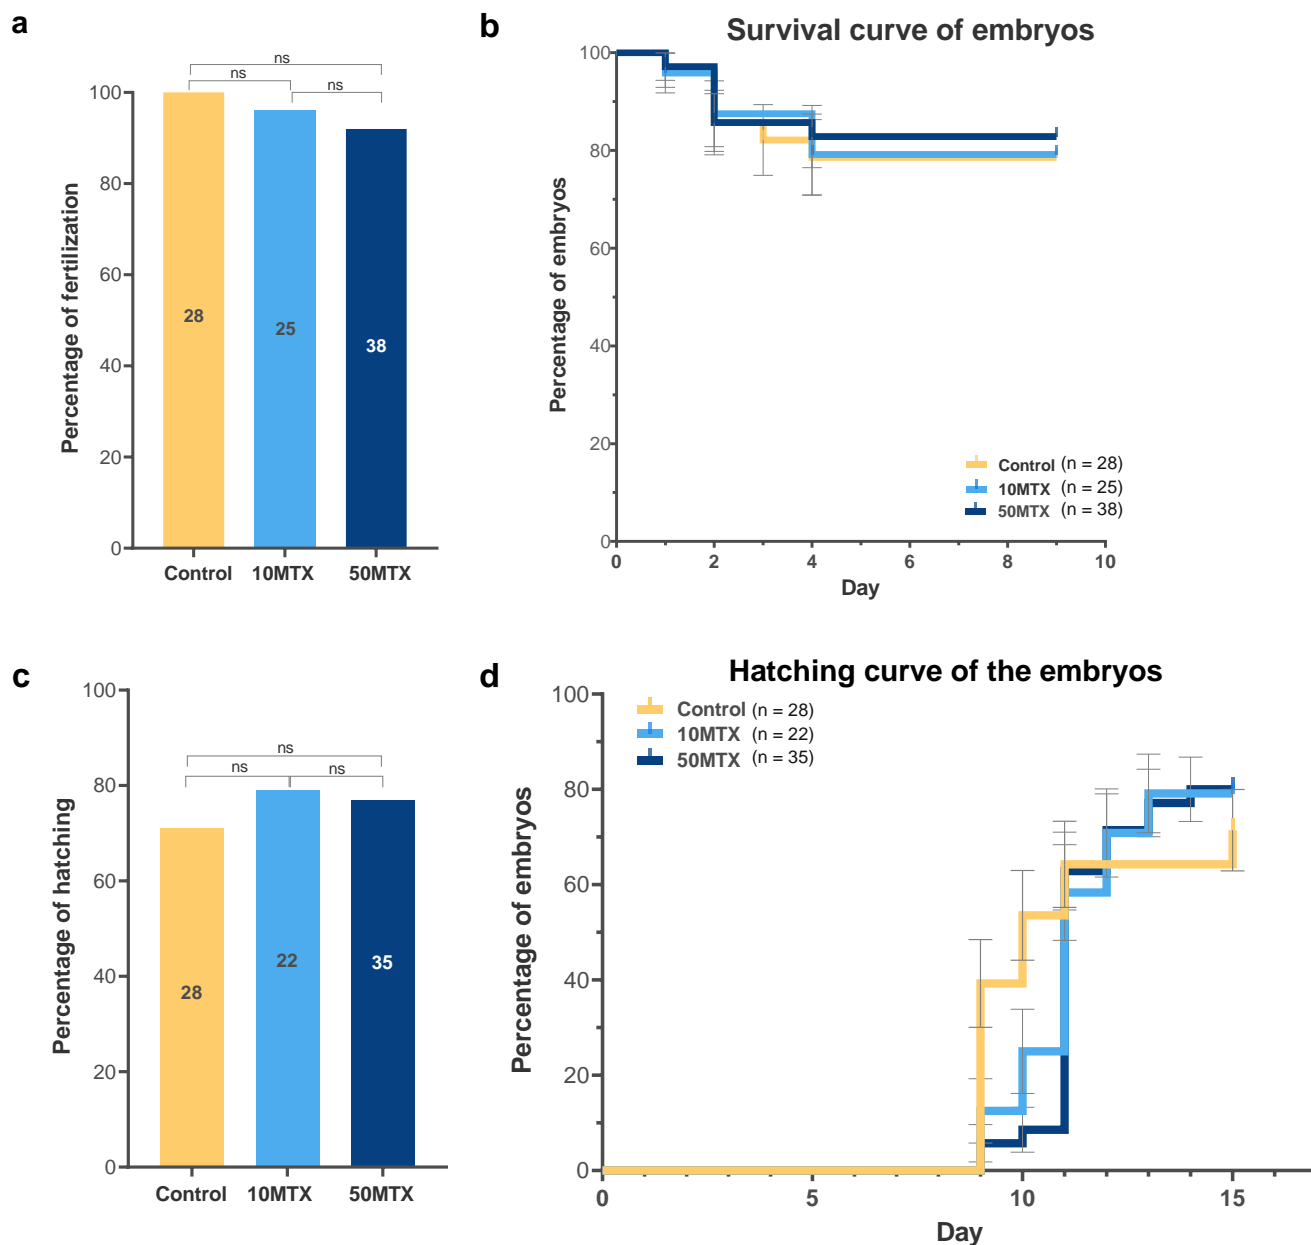 a
ns
ns
ns
100
80
60
40
20
0
Percentage of fertilization
28
25
38
Control
10MTX
50MTX
b
Survival curve of embryos
100
80
60
40
20
0
Percentage of embryos
Control (n = 28)
10MTX (n = 25)
50MTX (n = 38)
0 2 4 6 8 10
Day
c
100
80
60
40
20
0
Percentage of hatching
ns
ns
ns
28
22
35
Control
10MTX
50MTX
d
Hatching curve of the embryos
100
80
60
40
20
0
Percentage of embryos
Control (n = 28)
10MTX (n = 22)
50MTX (n = 35)
0 5 10 15
Day